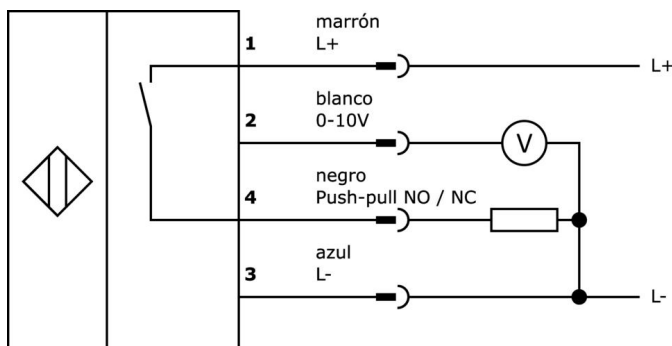 marrón
1 L+
L+
blanco
2 0-10V
V
negro
4 Push-pull NO / NC
azul
3 L-
L-